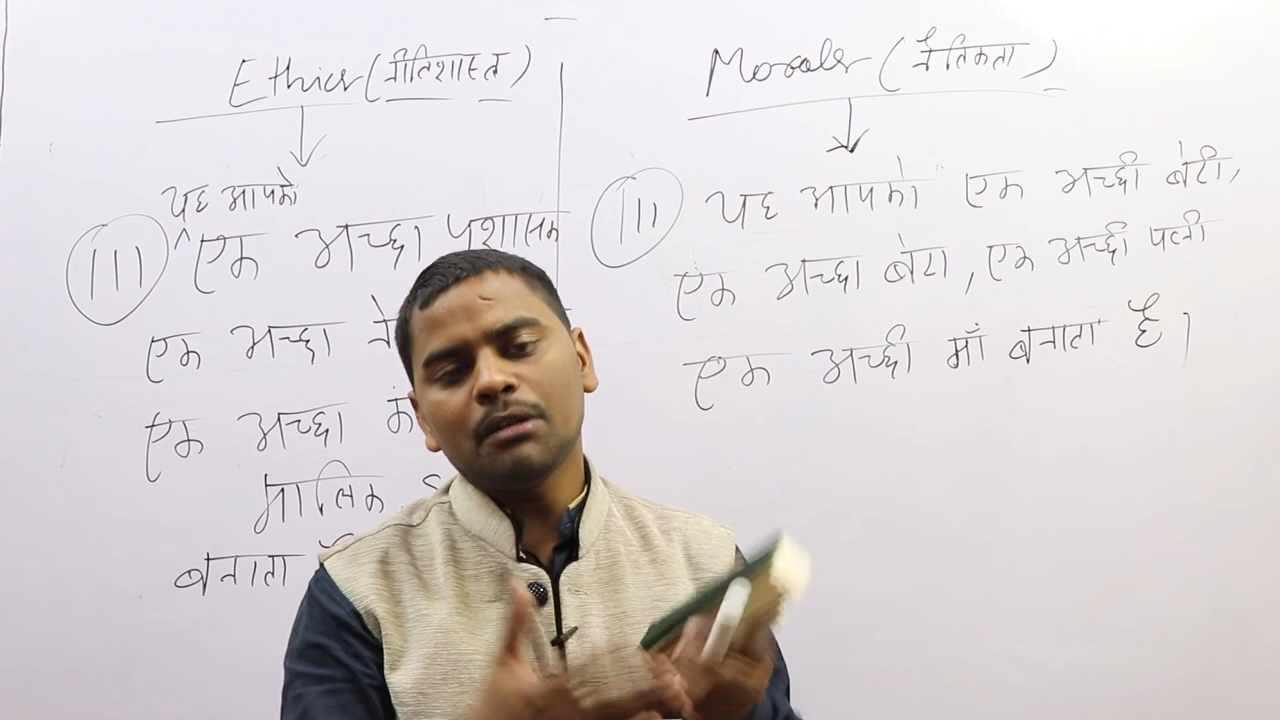 Ethics (नीतिशास्त्र)
यह आपको
III एक अच्छा प्रशासक
एक अच्छा
एक अच्छा
मालिक
बनाता
Morals (नैतिकता)
III यह आपको एक अच्छी बेटी,
एक अच्छा बेटा, एक अच्छी पत्नी
एक अच्छी माँ बनाता है।